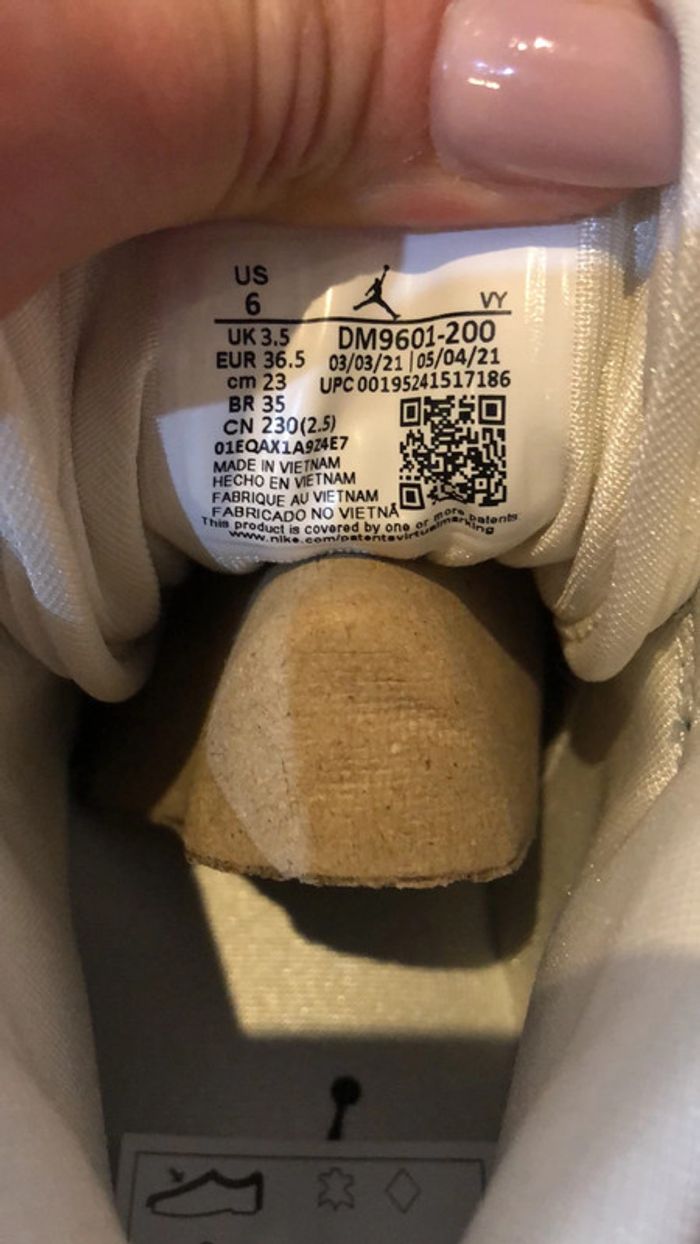 US
6
VY
UK 3.5 DM9601-200
EUR 36.5 03/03/21 | 05/04/21
cm 23 UPC 00195241517186
BR 35
CN 230(2.5)
01EQAX1A9Z4E7
MADE IN VIETNAM
HECHO EN VIETNAM
FABRIQUE AU VIETNAM
FABRICADO NO VIETNÃ
This product is covered by one or more patents
www.nike.com/patentsvirtualmarking